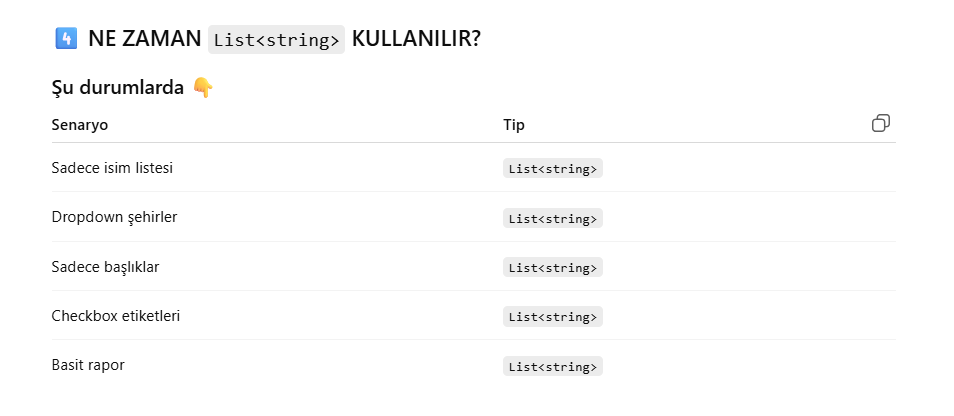 4️⃣ NE ZAMAN List<string> KULLANILIR?
Şu durumlarda 👇
Senaryo Tip
Sadece isim listesi List<string>
Dropdown şehirler List<string>
Sadece başlıklar List<string>
Checkbox etiketleri List<string>
Basit rapor List<string>